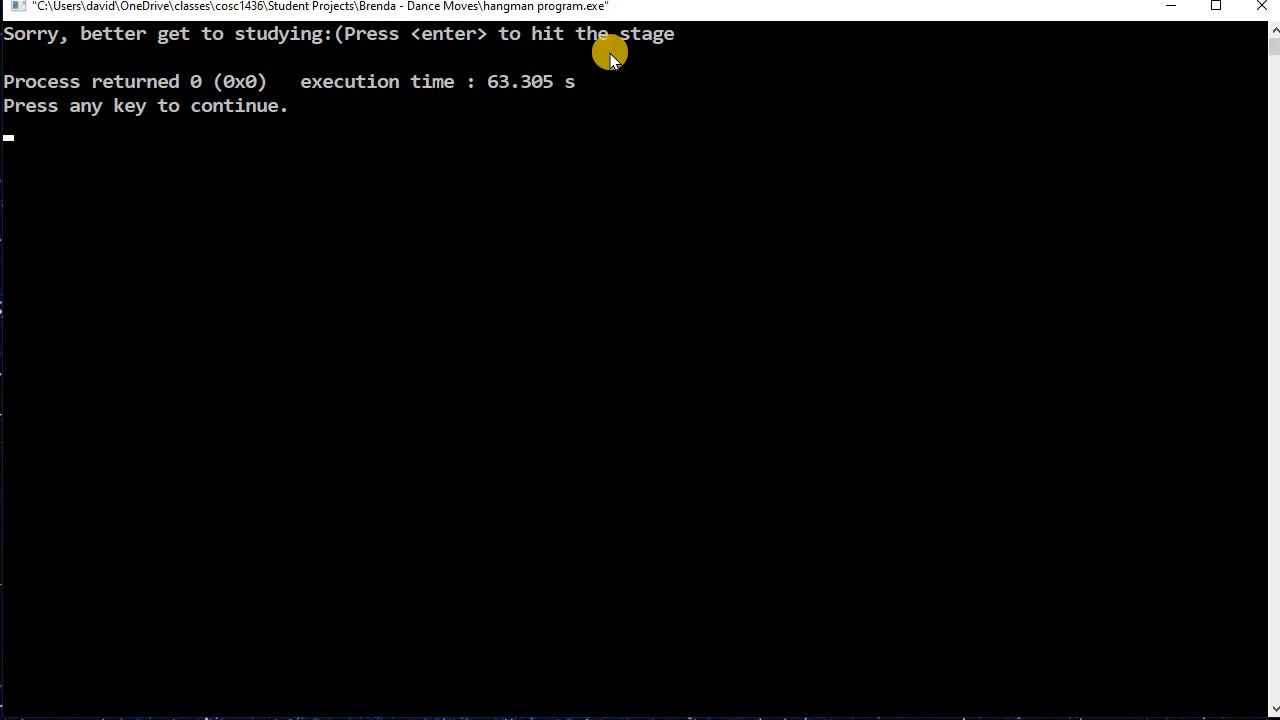 "C:\Users\david\OneDrive\classes\cosc1436\Student Projects\Brenda - Dance Moves\hangman program.exe"
Sorry, better get to studying:(Press <enter> to hit the stage
Process returned 0 (0x0)   execution time : 63.305 s
Press any key to continue.